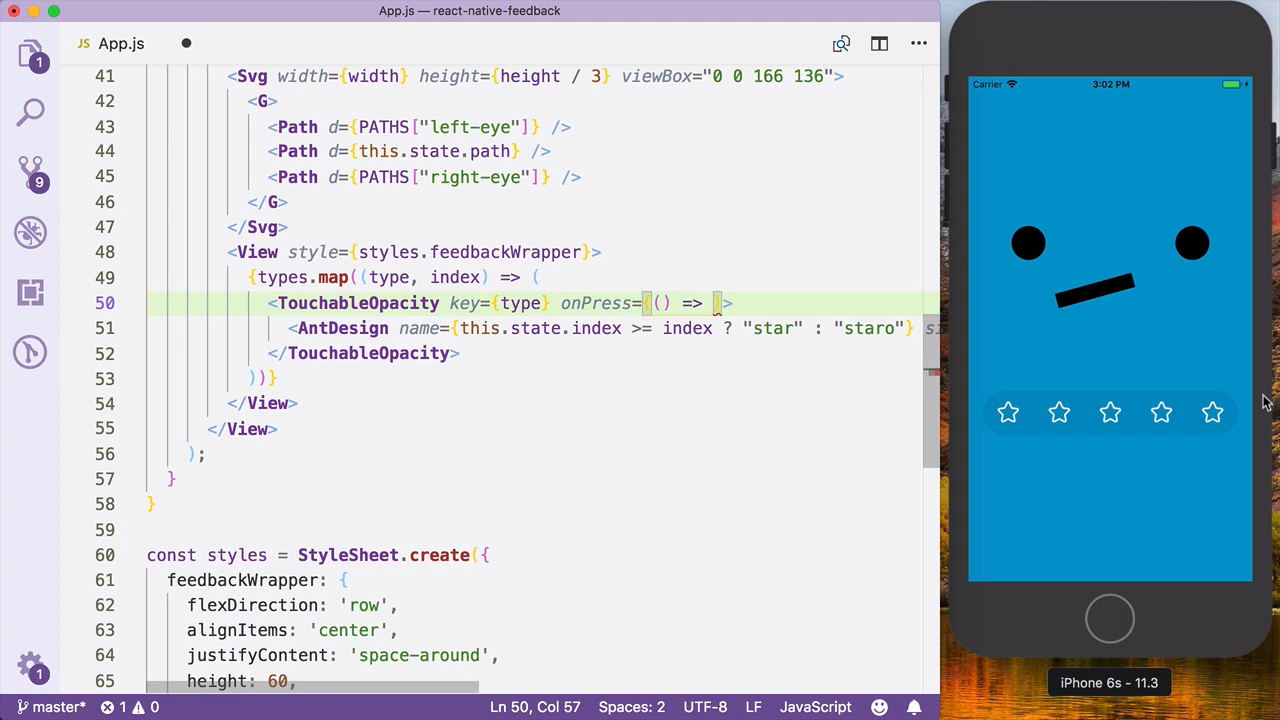 App.js — react-native-feedback
JS App.js
41 <Svg width={width} height={height / 3} viewBox="0 0 166 136">
42 <G>
43 <Path d={PATHS["left-eye"]} />
44 <Path d={this.state.path} />
45 <Path d={PATHS["right-eye"]} />
46 </G>
47 </Svg>
48 <View style={styles.feedbackWrapper}>
49 {types.map((type, index) => (
50 <TouchableOpacity key={type} onPress={() => }>
51 <AntDesign name={this.state.index >= index ? "star" : "staro"} si
52 </TouchableOpacity>
53 ))}
54 </View>
55 </View>
56 );
57 }
58 }
59
60 const styles = StyleSheet.create({
61 feedbackWrapper: {
62 flexDirection: 'row',
63 alignItems: 'center',
64 justifyContent: 'space-around',
65 height: 60,
1
9
1
master* 1 0 Ln 50, Col 57 Spaces: 2 UTF-8 LF JavaScript
Carrier 3:02 PM
iPhone 6s - 11.3